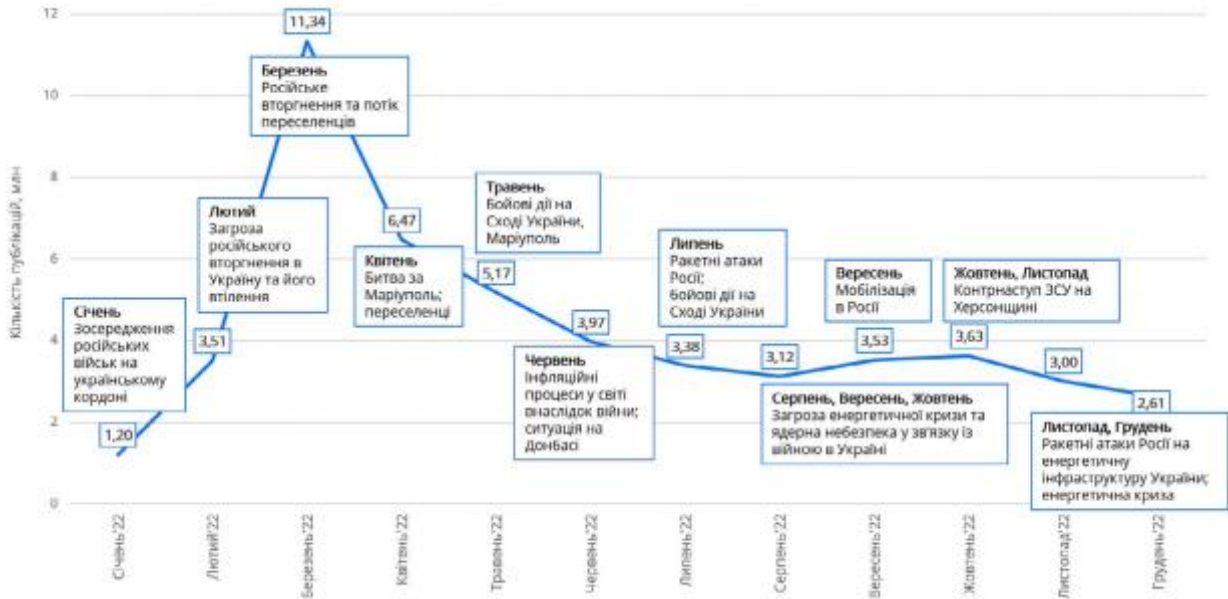 12
10
8
6
4
2
0
Кількість публікацій, млн
Січень
Зосередження
російських
військ на
українському
кордоні
1,20
Лютий
Загроза
російського
вторгнення в
Україну та його
втілення
3,51
11,34
Березень
Російське
вторгнення та потік
переселенців
6,47
Квітень
Битва за
Маріуполь;
переселенці
Травень
Бойові дії на
Сході України,
Маріуполь
5,17
3,97
Червень
Інфляційні
процеси у світі
внаслідок війни;
ситуація на
Донбасі
Липень
Ракетні атаки
Росії;
бойові дії на
Сході України
3,38
3,12
Серпень, Вересень, Жовтень
Загроза енергетичної кризи та
ядерна небезпека у зв'язку із
війною в Україні
Вересень
Мобілізація
в Росії
3,53
Жовтень, Листопад
Контрнаступ ЗСУ на
Херсонщині
3,63
3,00
2,61
Листопад, Грудень
Ракетні атаки Росії на
енергетичну
інфраструктуру України;
енергетична криза
Січень'22
Лютий'22
Березень'22
Квітень'22
Травень'22
Червень'22
Липень'22
Серпень'22
Вересень'22
Жовтень'22
Листопад'22
Грудень'22